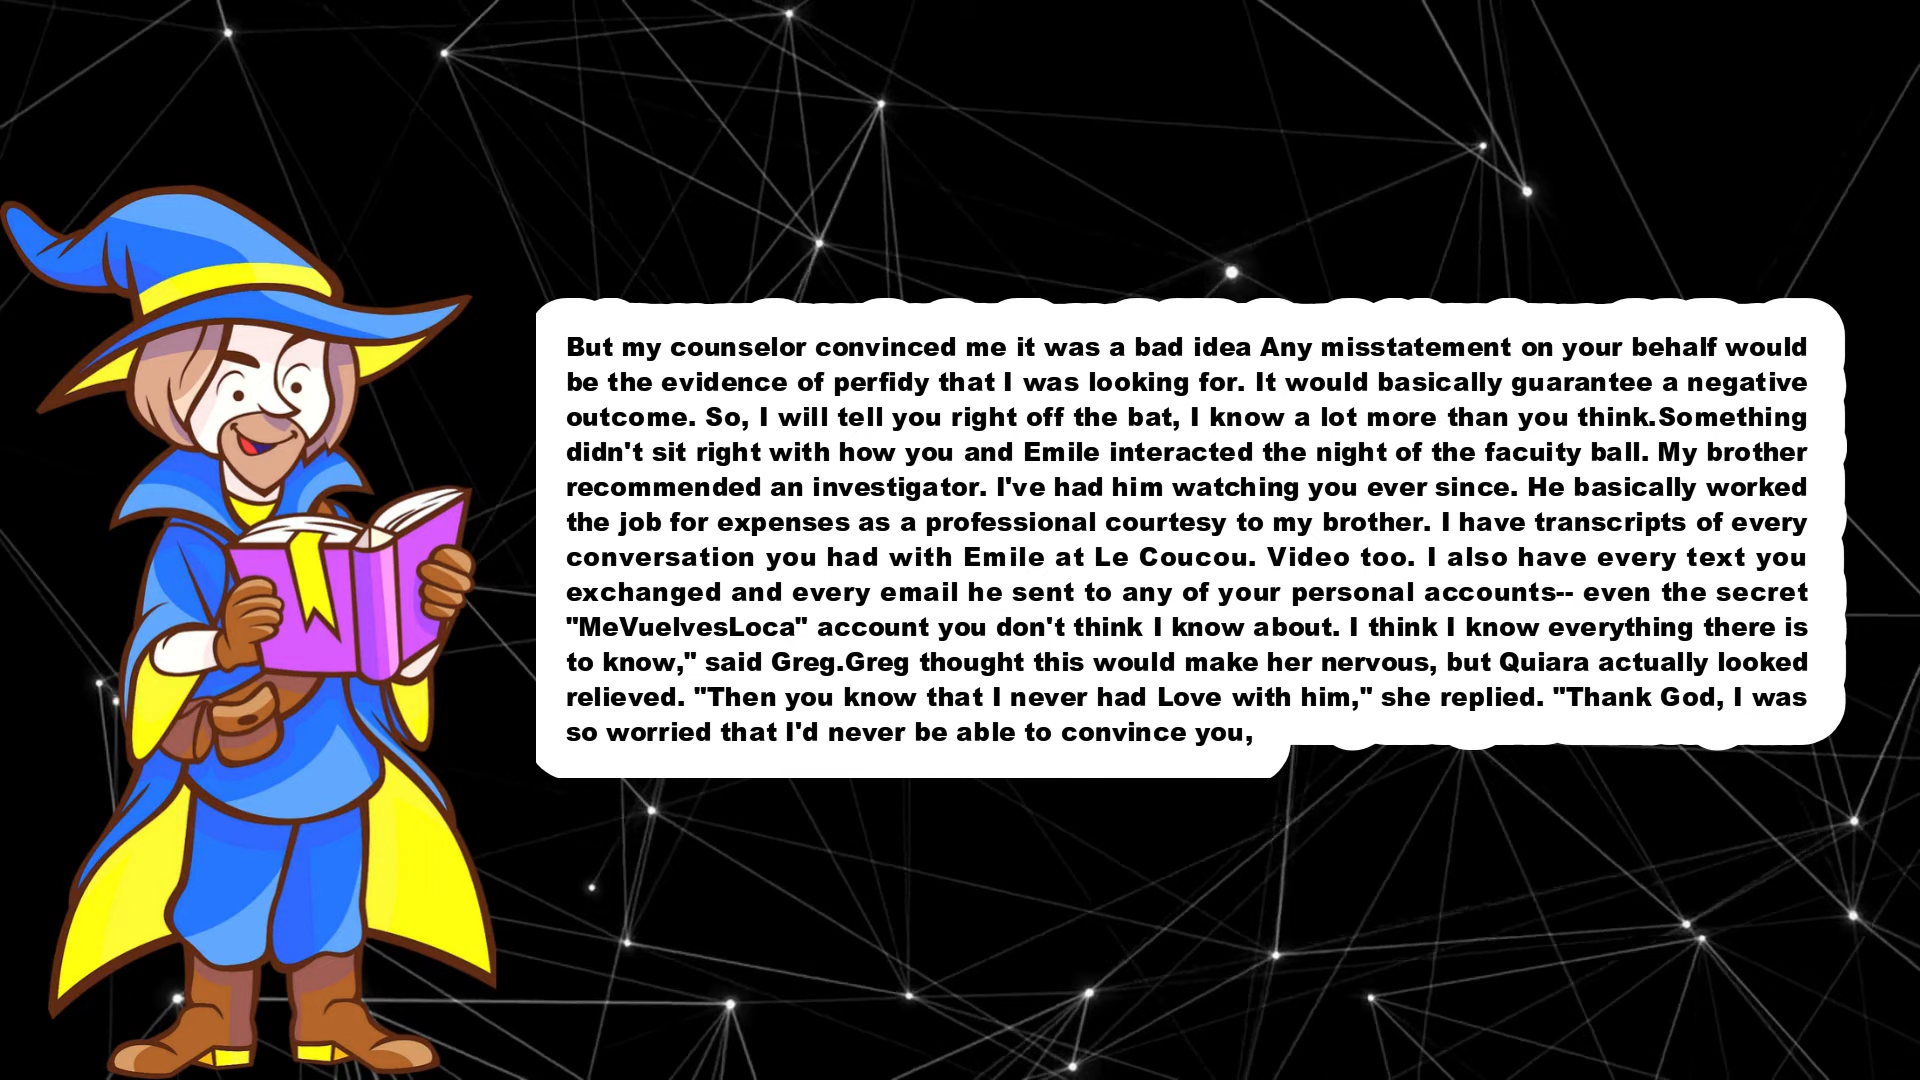 But my counselor convinced me it was a bad idea Any misstatement on your behalf would
be the evidence of perfidy that I was looking for. It would basically guarantee a negative
outcome. So, I will tell you right off the bat, I know a lot more than you think.Something
didn't sit right with how you and Emile interacted the night of the facuity ball. My brother
recommended an investigator. I've had him watching you ever since. He basically worked
the job for expenses as a professional courtesy to my brother. I have transcripts of every
conversation you had with Emile at Le Coucou. Video too. I also have every text you
exchanged and every email he sent to any of your personal accounts-- even the secret
"MeVuelvesLoca" account you don't think I know about. I think I know everything there is
to know," said Greg.Greg thought this would make her nervous, but Quiara actually looked
relieved. "Then you know that I never had Love with him," she replied. "Thank God, I was
so worried that I'd never be able to convince you,